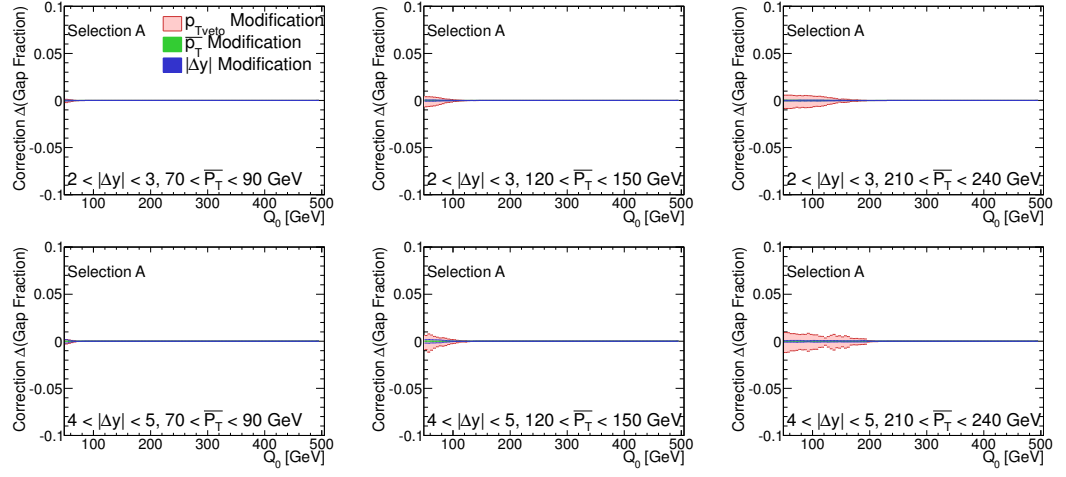 Correction Δ(Gap Fraction)
0.1
0.05
0
-0.05
-0.1
Selection A
p_Tveto Modification
p̅_T̅ Modification
|Δy| Modification
2 < |Δy| < 3, 70 < P̅_T̅ < 90 GeV
100 200 300 400 500
Q_0 [GeV]
Correction Δ(Gap Fraction)
0.1
0.05
0
-0.05
-0.1
Selection A
2 < |Δy| < 3, 120 < P̅_T̅ < 150 GeV
100 200 300 400 500
Q_0 [GeV]
Correction Δ(Gap Fraction)
0.1
0.05
0
-0.05
-0.1
Selection A
2 < |Δy| < 3, 210 < P̅_T̅ < 240 GeV
100 200 300 400 500
Q_0 [GeV]
Correction Δ(Gap Fraction)
0.1
0.05
0
-0.05
-0.1
Selection A
4 < |Δy| < 5, 70 < P̅_T̅ < 90 GeV
100 200 300 400 500
Q_0 [GeV]
Correction Δ(Gap Fraction)
0.1
0.05
0
-0.05
-0.1
Selection A
4 < |Δy| < 5, 120 < P̅_T̅ < 150 GeV
100 200 300 400 500
Q_0 [GeV]
Correction Δ(Gap Fraction)
0.1
0.05
0
-0.05
-0.1
Selection A
4 < |Δy| < 5, 210 < P̅_T̅ < 240 GeV
100 200 300 400 500
Q_0 [GeV]